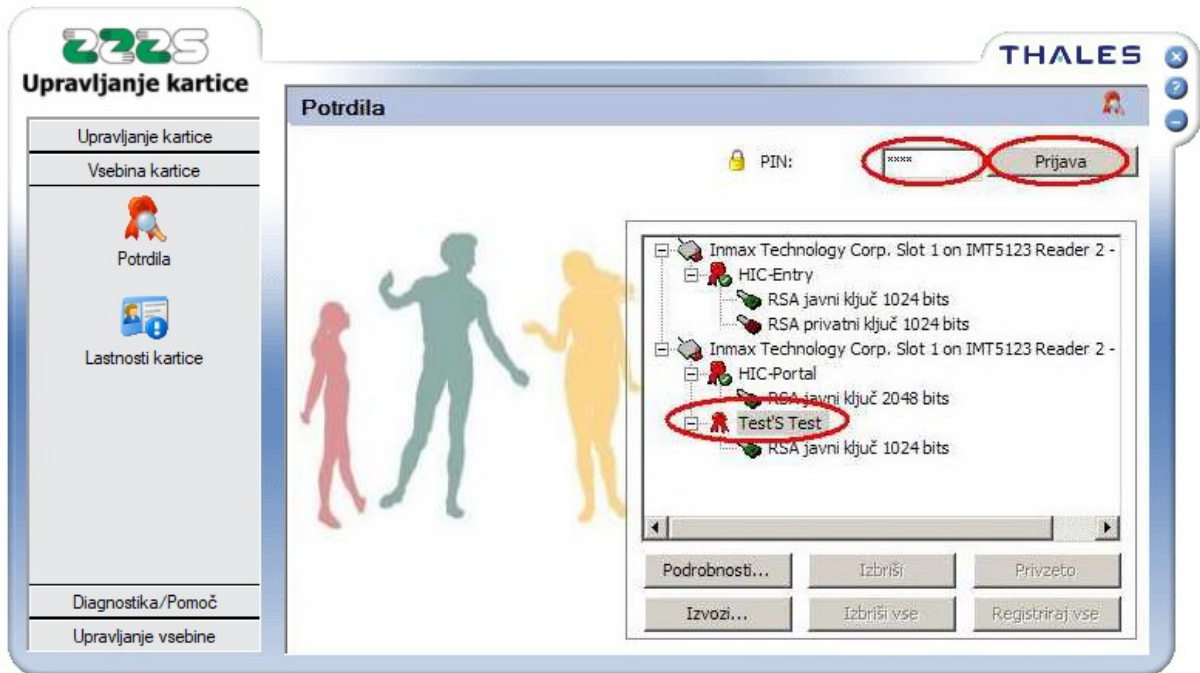 ZZZS
Upravljanje kartice
THALES
Upravljanje kartice
Vsebina kartice
Potrdila
Lastnosti kartice
Diagnostika/Pomoč
Upravljanje vsebine
Potrdila
PIN: **** Prijava
Inmax Technology Corp. Slot 1 on IMT5123 Reader 2 -
HIC-Entry
RSA javni ključ 1024 bits
RSA privatni ključ 1024 bits
Inmax Technology Corp. Slot 1 on IMT5123 Reader 2 -
HIC-Portal
RSA javni ključ 2048 bits
Test'S Test
RSA javni ključ 1024 bits
Podrobnosti... Izbriši Privzeto
Izvozi... Izbriši vse Registriraj vse